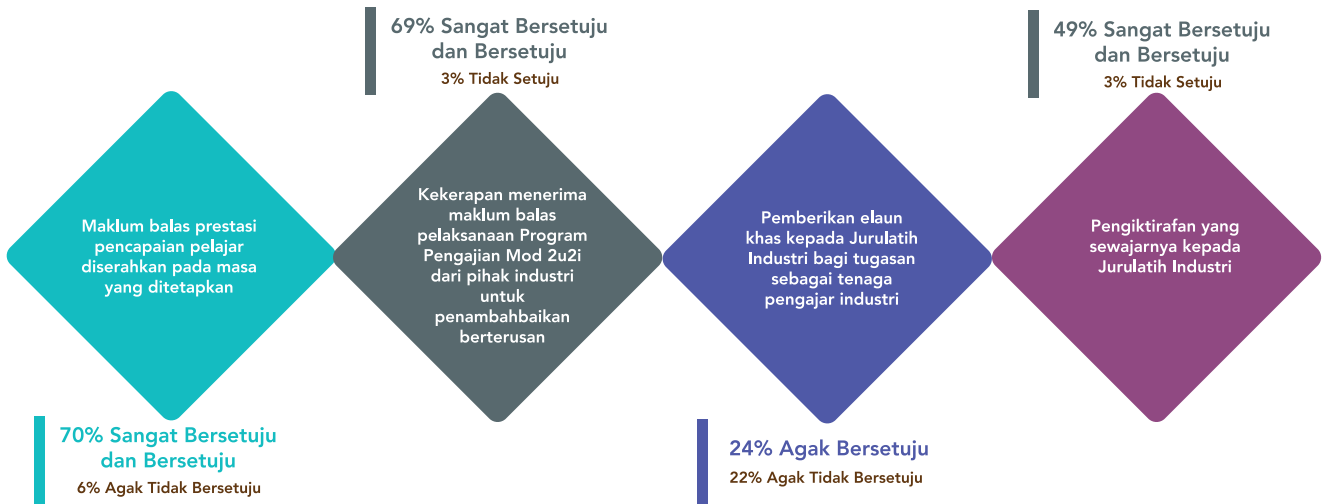 69% Sangat Bersetuju
dan Bersetuju
3% Tidak Setuju
49% Sangat Bersetuju
dan Bersetuju
3% Tidak Setuju
Maklum balas prestasi
pencapaian pelajar
diserahkan pada masa
yang ditetapkan
Kekerapan menerima
maklum balas
pelaksanaan Program
Pengajian Mod 2u2i
dari pihak industri
untuk
penambahbaikan
berterusan
Pemberikan elaun
khas kepada Jurulatih
Industri bagi tugasan
sebagai tenaga
pengajar industri
Pengiktirafan yang
sewajarnya kepada
Jurulatih Industri
70% Sangat Bersetuju
dan Bersetuju
6% Agak Tidak Bersetuju
24% Agak Bersetuju
22% Agak Tidak Bersetuju